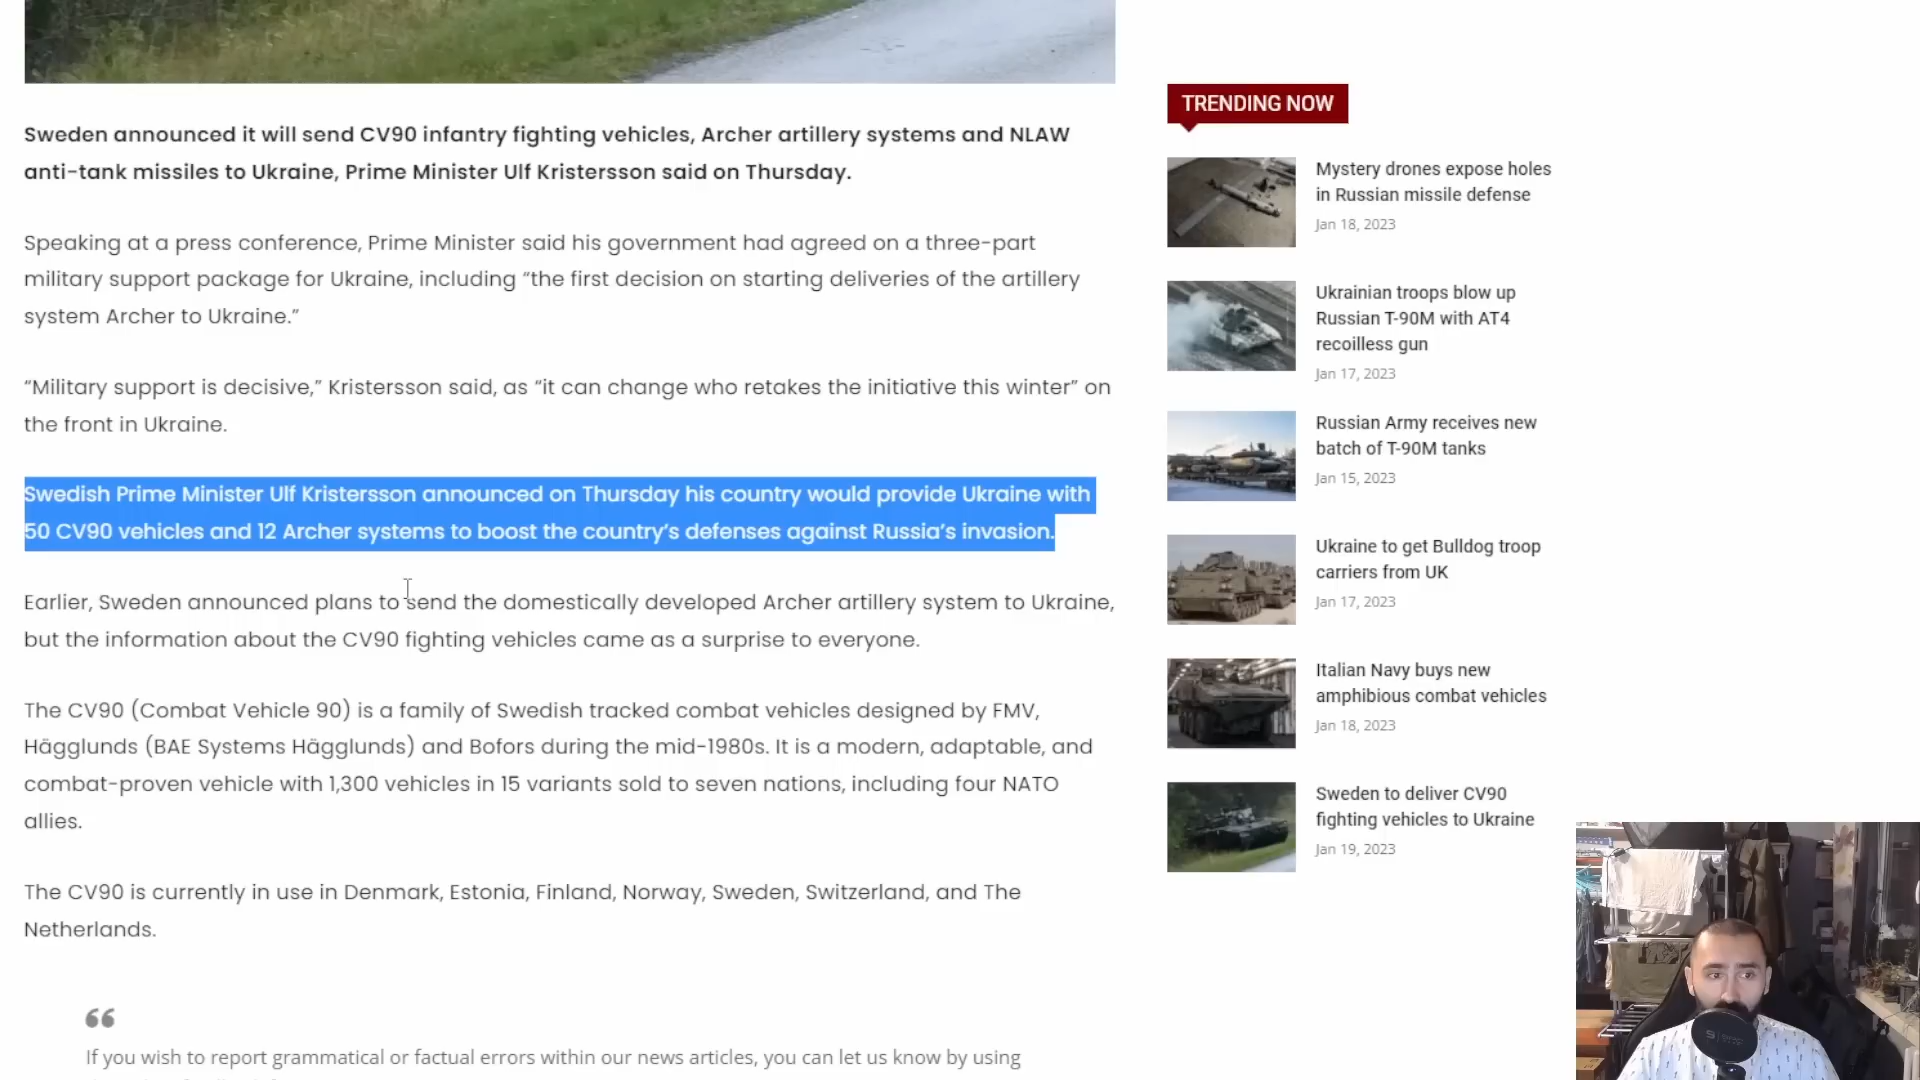 Sweden announced it will send CV90 infantry fighting vehicles, Archer artillery systems and NLAW
anti-tank missiles to Ukraine, Prime Minister Ulf Kristersson said on Thursday.
Speaking at a press conference, Prime Minister said his government had agreed on a three-part
military support package for Ukraine, including “the first decision on starting deliveries of the artillery
system Archer to Ukraine.”
“Military support is decisive,” Kristersson said, as “it can change who retakes the initiative this winter” on
the front in Ukraine.
Swedish Prime Minister Ulf Kristersson announced on Thursday his country would provide Ukraine with
50 CV90 vehicles and 12 Archer systems to boost the country’s defenses against Russia’s invasion.
Earlier, Sweden announced plans to send the domestically developed Archer artillery system to Ukraine,
but the information about the CV90 fighting vehicles came as a surprise to everyone.
The CV90 (Combat Vehicle 90) is a family of Swedish tracked combat vehicles designed by FMV,
Hägglunds (BAE Systems Hägglunds) and Bofors during the mid-1980s. It is a modern, adaptable, and
combat-proven vehicle with 1,300 vehicles in 15 variants sold to seven nations, including four NATO
allies.
The CV90 is currently in use in Denmark, Estonia, Finland, Norway, Sweden, Switzerland, and The
Netherlands.
“
If you wish to report grammatical or factual errors within our news articles, you can let us know by using
TRENDING NOW
Mystery drones expose holes
in Russian missile defense
Jan 18, 2023
Ukrainian troops blow up
Russian T-90M with AT4
recoilless gun
Jan 17, 2023
Russian Army receives new
batch of T-90M tanks
Jan 15, 2023
Ukraine to get Bulldog troop
carriers from UK
Jan 17, 2023
Italian Navy buys new
amphibious combat vehicles
Jan 18, 2023
Sweden to deliver CV90
fighting vehicles to Ukraine
Jan 19, 2023